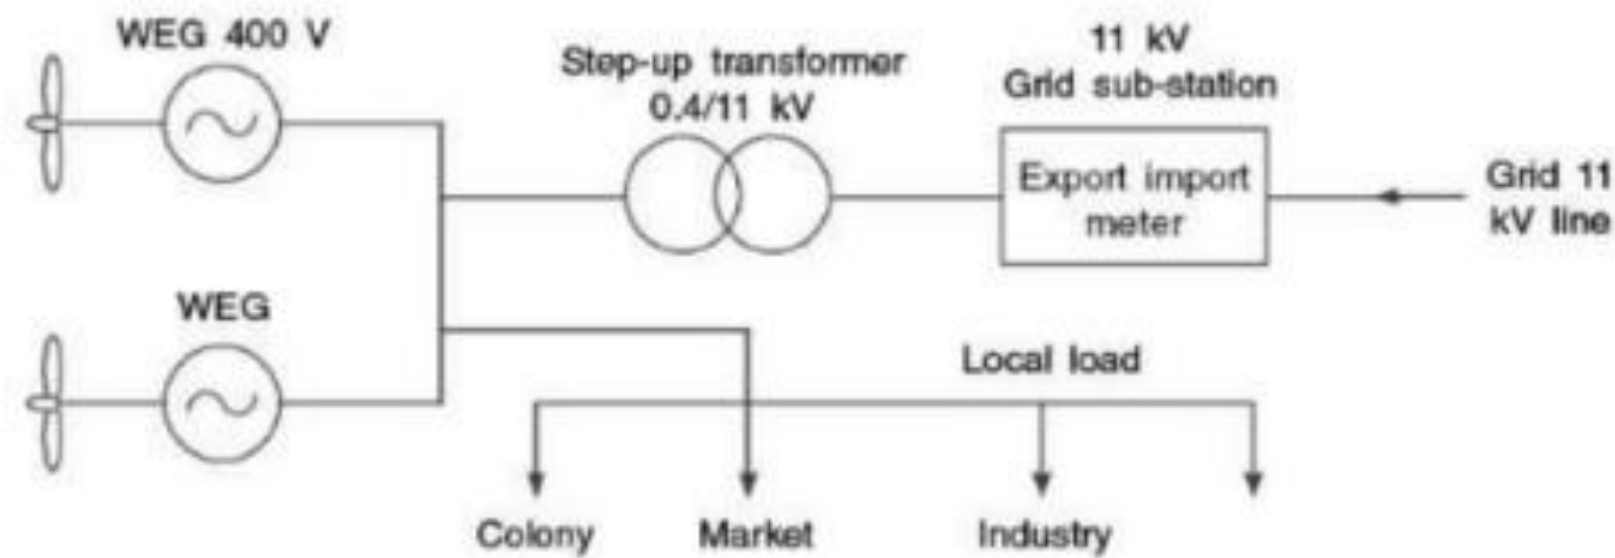 WEG 400 V
Step-up transformer
0.4/11 kV
11 kV
Grid sub-station
Export import
meter
Grid 11
kV line
WEG
Local load
Colony
Market
Industry